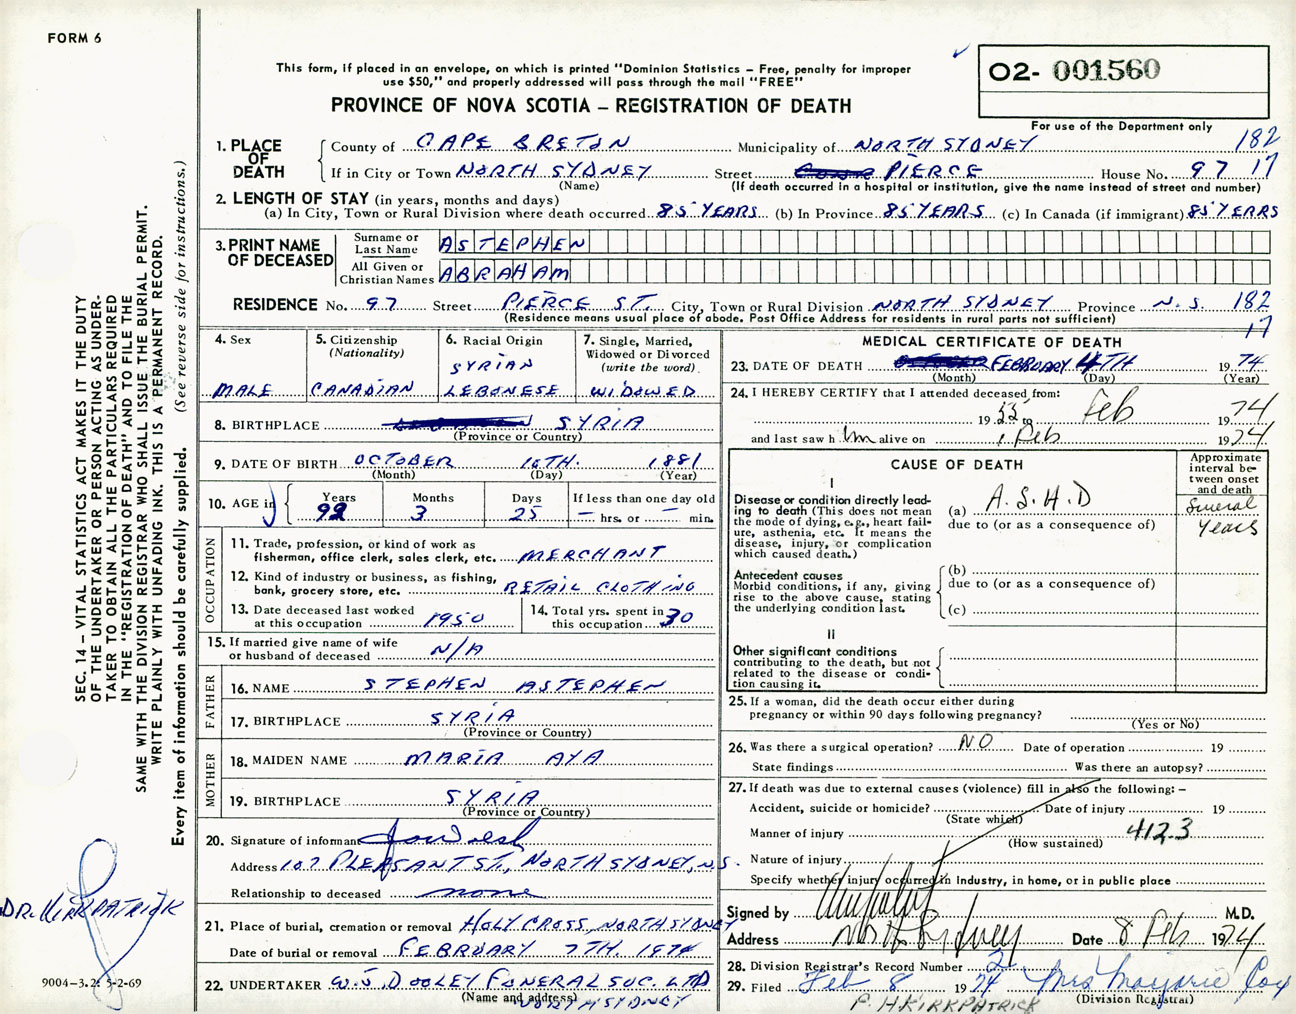 FORM 6
This form, if placed in an envelope, on which is printed "Dominion Statistics – Free, penalty for improper
use $50," and properly addressed will pass through the mail "FREE"
PROVINCE OF NOVA SCOTIA – REGISTRATION OF DEATH
02- 001560
For use of the Department only
1. PLACE OF DEATH
County of CAPE BRETON Municipality of NORTH SYDNEY 182
If in City or Town NORTH SYDNEY Street PIERCE House No. 97 17
(Name) (If death occurred in a hospital or institution, give the name instead of street and number)
2. LENGTH OF STAY (in years, months and days)
(a) In City, Town or Rural Division where death occurred 85 YEARS (b) In Province 85 YEARS (c) In Canada (if immigrant) 85 YEARS
3. PRINT NAME OF DECEASED
Surname or Last Name ASTEPHEN
All Given or Christian Names ABRAHAM
RESIDENCE No. 97 Street PIERCE ST. City, Town or Rural Division NORTH SYDNEY Province N.S. 182
(Residence means usual place of abode. Post Office Address for residents in rural parts not sufficient) 17
4. Sex MALE
5. Citizenship (Nationality) CANADIAN
6. Racial Origin SYRIAN LEBONESE
7. Single, Married, Widowed or Divorced (write the word) WIDOWED
8. BIRTHPLACE SYRIA
(Province or Country)
9. DATE OF BIRTH OCTOBER 10TH. 1881
(Month) (Day) (Year)
10. AGE in Years 92 Months 3 Days 25 If less than one day old – hrs. or – min.
OCCUPATION
11. Trade, profession, or kind of work as
fisherman, office clerk, sales clerk, etc. MERCHANT
12. Kind of industry or business, as fishing,
bank, grocery store, etc. RETAIL CLOTHING
13. Date deceased last worked at this occupation 1950
14. Total yrs. spent in this occupation 30
15. If married give name of wife
or husband of deceased N/A
FATHER
16. NAME STEPHEN ASTEPHEN
17. BIRTHPLACE SYRIA
(Province or Country)
MOTHER
18. MAIDEN NAME MARIA AYA
19. BIRTHPLACE SYRIA
(Province or Country)
20. Signature of informant
Address 107 PLEASANT ST., NORTH SYDNEY, N.S.
Relationship to deceased none
21. Place of burial, cremation or removal HOLY CROSS NORTH SYDNEY
Date of burial or removal FEBRUARY 7TH. 1974
22. UNDERTAKER W.J. DOOLEY FUNERAL SUC. LTD
(Name and address) NORTH SYDNEY
MEDICAL CERTIFICATE OF DEATH
23. DATE OF DEATH FEBRUARY 4TH 1974
(Month) (Day) (Year)
24. I HEREBY CERTIFY that I attended deceased from:
1955 to Feb 74
and last saw him alive on 1 Feb 1974
CAUSE OF DEATH
Approximate interval between onset and death
I
Disease or condition directly lead-
ing to death (This does not mean
the mode of dying, e.g., heart fail-
ure, asthenia, etc. It means the
disease, injury, or complication
which caused death.)
(a) A.S.H.D Several Years
due to (or as a consequence of)
Antecedent causes
Morbid conditions, if any, giving
rise to the above cause, stating
the underlying condition last.
(b)
due to (or as a consequence of)
(c)
II
Other significant conditions
contributing to the death, but not
related to the disease or condi-
tion causing it.
25. If a woman, did the death occur either during
pregnancy or within 90 days following pregnancy?
(Yes or No)
26. Was there a surgical operation? NO Date of operation 19
State findings Was there an autopsy?
27. If death was due to external causes (violence) fill in also the following: –
Accident, suicide or homicide? Date of injury 19
(State which)
Manner of injury 412.3
(How sustained)
Nature of injury
Specify whether injury occurred in Industry, in home, or in public place
Signed by M.D.
Address North Sydney Date 8 Feb 1974
28. Division Registrar's Record Number 2
29. Filed Feb 8 1974 Mrs Marjorie Cox
(Division Registrar)
P. H. KIRKPATRICK
SEC. 14 – VITAL STATISTICS ACT MAKES IT THE DUTY
OF THE UNDERTAKER OR PERSON ACTING AS UNDER-
TAKER TO OBTAIN ALL THE PARTICULARS REQUIRED
IN THE "REGISTRATION OF DEATH" AND TO FILE THE
SAME WITH THE DIVISION REGISTRAR WHO SHALL ISSUE THE BURIAL PERMIT.
WRITE PLAINLY WITH UNFADING INK. THIS IS A PERMANENT RECORD.
Every item of information should be carefully supplied. (See reverse side for instructions.)
DR. KIRKPATRICK
9004-3.2: 5-2-69